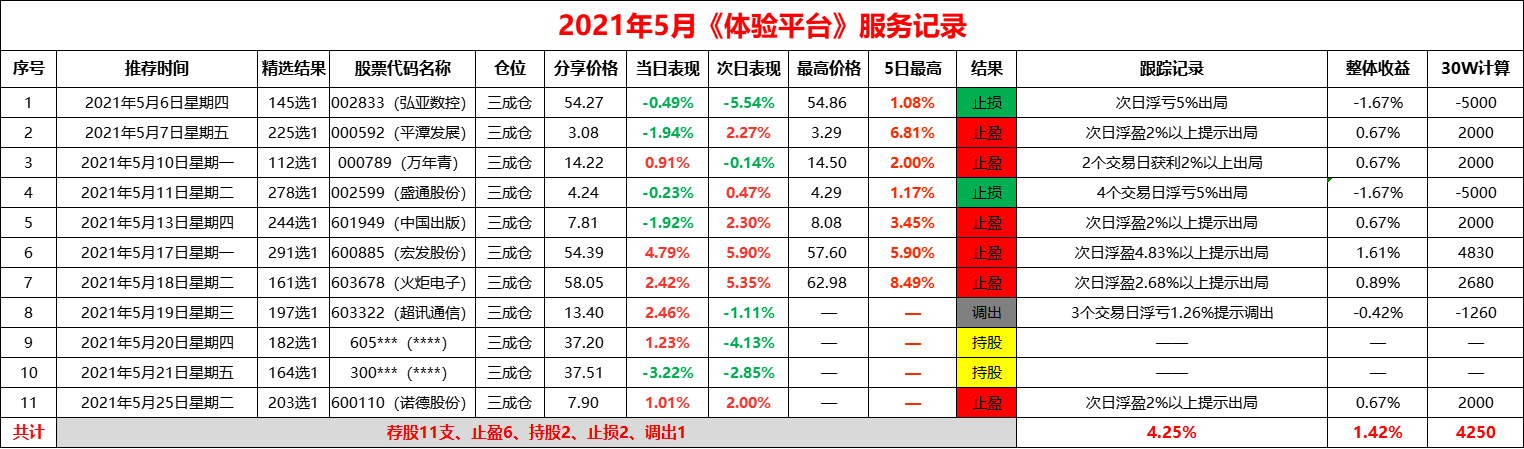 2021年5月《体验平台》服务记录
序号 推荐时间 精选结果 股票代码名称 仓位 分享价格 当日表现 次日表现 最高价格 5日最高 结果 跟踪记录 整体收益 30W计算
1 2021年5月6日星期四 145选1 002833（弘亚数控） 三成仓 54.27 -0.49% -5.54% 54.86 1.08% 止损 次日浮亏5%出局 -1.67% -5000
2 2021年5月7日星期五 225选1 000592（平潭发展） 三成仓 3.08 -1.94% 2.27% 3.29 6.81% 止盈 次日浮盈2%以上提示出局 0.67% 2000
3 2021年5月10日星期一 112选1 000789（万年青） 三成仓 14.22 0.91% -0.14% 14.50 2.00% 止盈 2个交易日获利2%以上出局 0.67% 2000
4 2021年5月11日星期二 278选1 002599（盛通股份） 三成仓 4.24 -0.23% 0.47% 4.29 1.17% 止损 4个交易日浮亏5%出局 -1.67% -5000
5 2021年5月13日星期四 244选1 601949（中国出版） 三成仓 7.81 -1.92% 2.30% 8.08 3.45% 止盈 次日浮盈2%以上提示出局 0.67% 2000
6 2021年5月17日星期一 291选1 600885（宏发股份） 三成仓 54.39 4.79% 5.90% 57.60 5.90% 止盈 次日浮盈4.83%以上提示出局 1.61% 4830
7 2021年5月18日星期二 161选1 603678（火炬电子） 三成仓 58.05 2.42% 5.35% 62.98 8.49% 止盈 次日浮盈2.68%以上提示出局 0.89% 2680
8 2021年5月19日星期三 197选1 603322（超讯通信） 三成仓 13.40 2.46% -1.11% — — 调出 3个交易日浮亏1.26%提示调出 -0.42% -1260
9 2021年5月20日星期四 182选1 605***（****） 三成仓 37.20 1.23% -4.13% — — 持股 —— — —
10 2021年5月21日星期五 164选1 300***（****） 三成仓 37.51 -3.22% -2.85% — — 持股 —— — —
11 2021年5月25日星期二 203选1 600110（诺德股份） 三成仓 7.90 1.01% 2.00% — — 止盈 次日浮盈2%以上提示出局 0.67% 2000
共计 荐股11支、止盈6、持股2、止损2、调出1 4.25% 1.42% 4250